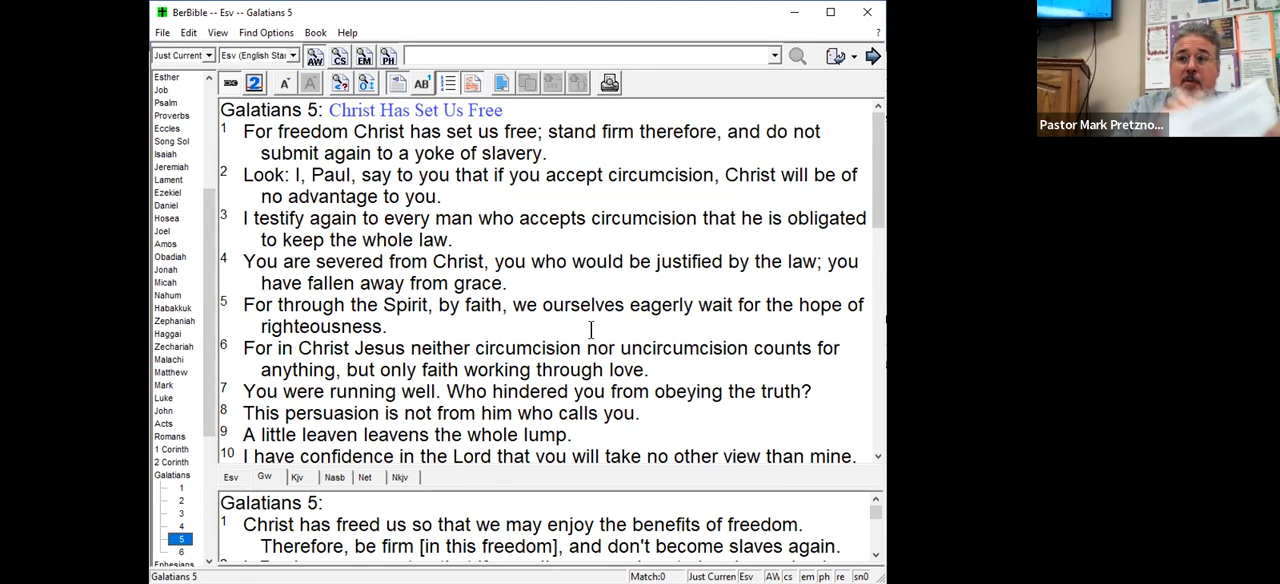 BerBible -- Esv -- Galatians 5
File Edit View Find Options Book Help
?
Just Current
Esv (English Star
AW CS EM PH
Esther
Job
Psalm
Proverbs
Eccles
Song Sol
Isaiah
Jeremiah
Lament
Ezekiel
Daniel
Hosea
Joel
Amos
Obadiah
Jonah
Micah
Nahum
Habakkuk
Zephaniah
Haggai
Zechariah
Malachi
Matthew
Mark
Luke
John
Acts
Romans
1 Corinth
2 Corinth
Galatians
1
2
3
4
5
6
Ephesians
Galatians 5: Christ Has Set Us Free
1 For freedom Christ has set us free; stand firm therefore, and do not
submit again to a yoke of slavery.
2 Look: I, Paul, say to you that if you accept circumcision, Christ will be of
no advantage to you.
3 I testify again to every man who accepts circumcision that he is obligated
to keep the whole law.
4 You are severed from Christ, you who would be justified by the law; you
have fallen away from grace.
5 For through the Spirit, by faith, we ourselves eagerly wait for the hope of
righteousness.
6 For in Christ Jesus neither circumcision nor uncircumcision counts for
anything, but only faith working through love.
7 You were running well. Who hindered you from obeying the truth?
8 This persuasion is not from him who calls you.
9 A little leaven leavens the whole lump.
10 I have confidence in the Lord that you will take no other view than mine,
Esv Gw Kjv Nasb Net Nkjv
Galatians 5:
1 Christ has freed us so that we may enjoy the benefits of freedom.
Therefore, be firm [in this freedom], and don't become slaves again.
Galatians 5
Match:0 Just Curren Esv AW cs em ph re sn0
Pastor Mark Pretzno...